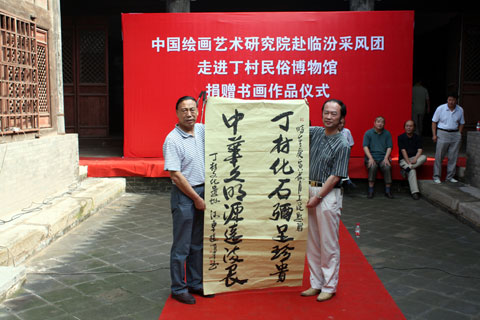 中国绘画艺术研究院赴临汾采风团
走进丁村民俗博物馆
捐赠书画作品仪式
丁村化石弥足珍贵
中华文明源远流长